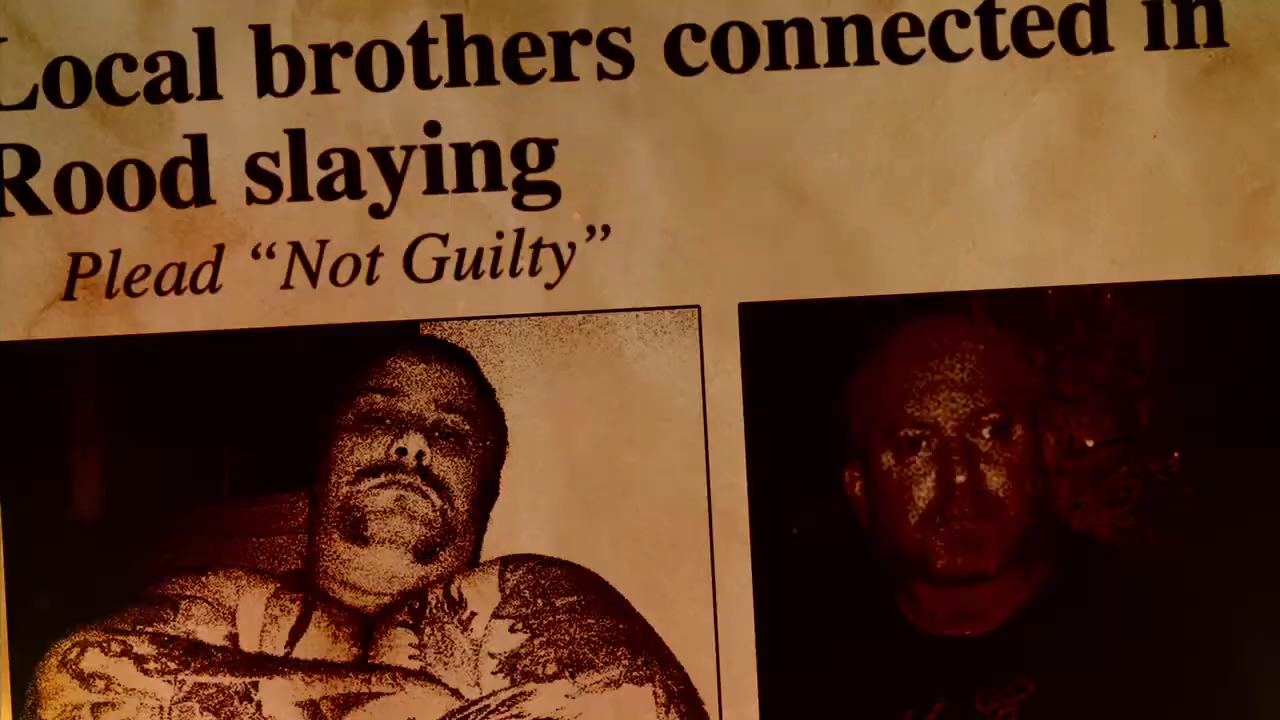 Local brothers connected in
Rood slaying
Plead “Not Guilty”